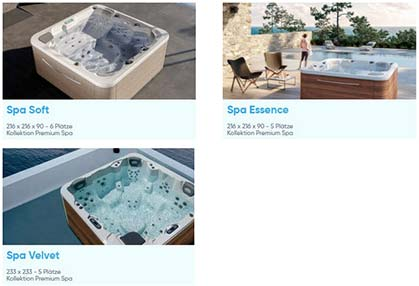 Spa Soft
216 x 216 x 90 - 6 Plätze
Kollektion Premium Spa
Spa Essence
216 x 216 x 90 - 5 Plätze
Kollektion Premium Spa
Spa Velvet
233 x 233 - 5 Plätze
Kollektion Premium Spa